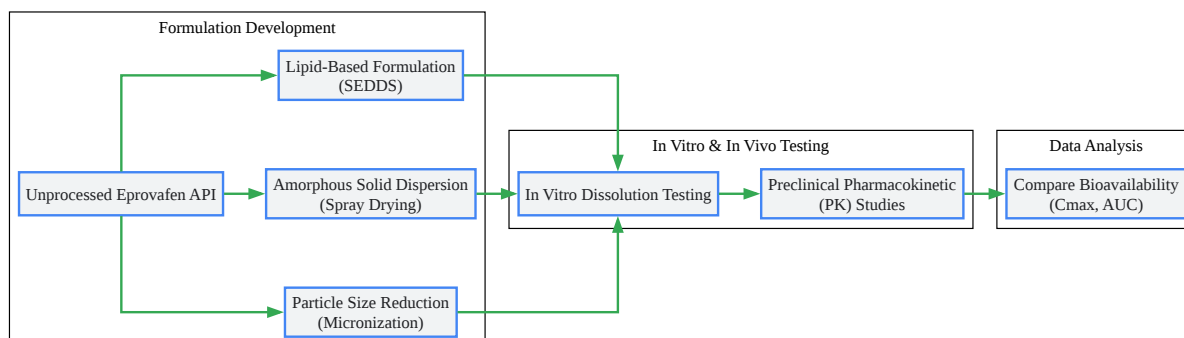 Formulation Development
Lipid-Based Formulation
(SEDDS)
Unprocessed Eprovafen API
Amorphous Solid Dispersion
(Spray Drying)
Particle Size Reduction
(Micronization)
In Vitro & In Vivo Testing
In Vitro Dissolution Testing
Preclinical Pharmacokinetic
(PK) Studies
Data Analysis
Compare Bioavailability
(Cmax, AUC)